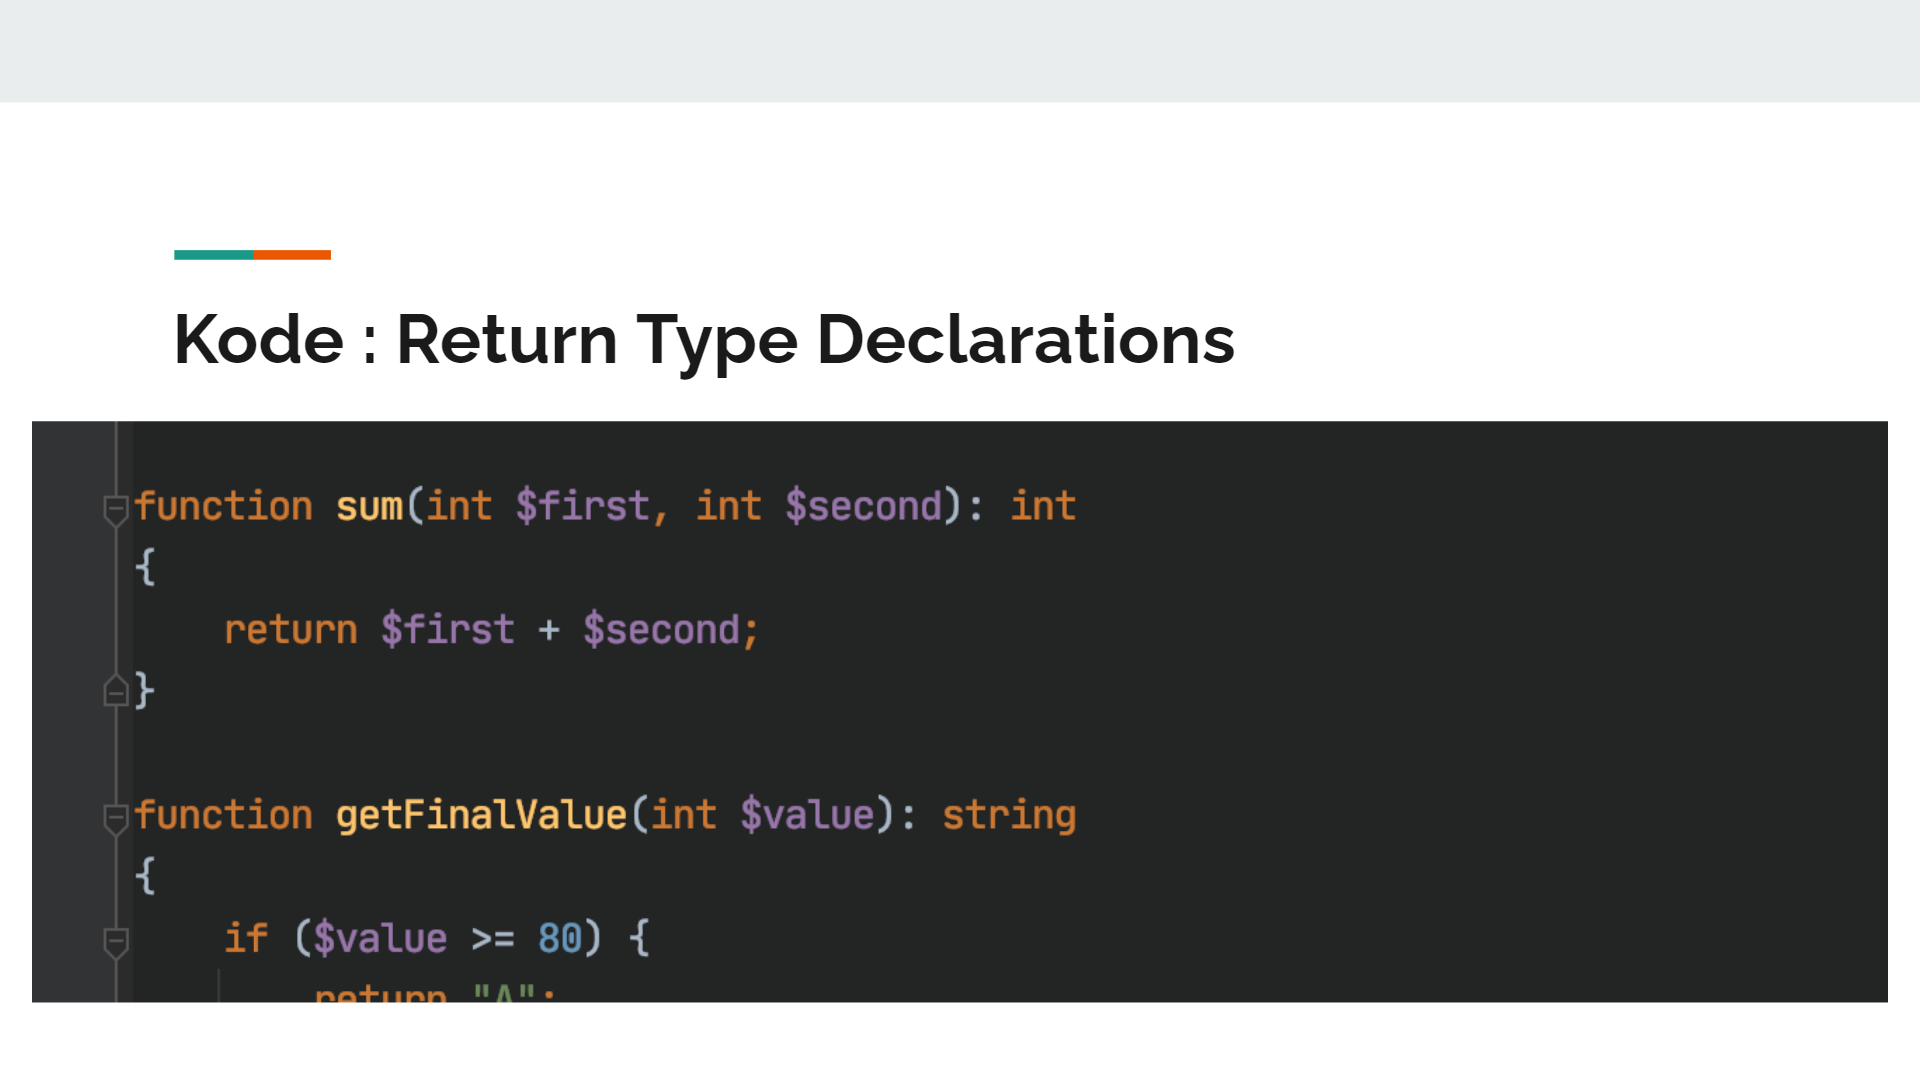 Kode : Return Type Declarations
function sum(int $first, int $second): int
{
    return $first + $second;
}
function getFinalValue(int $value): string
{
    if ($value >= 80) {
        return "A";